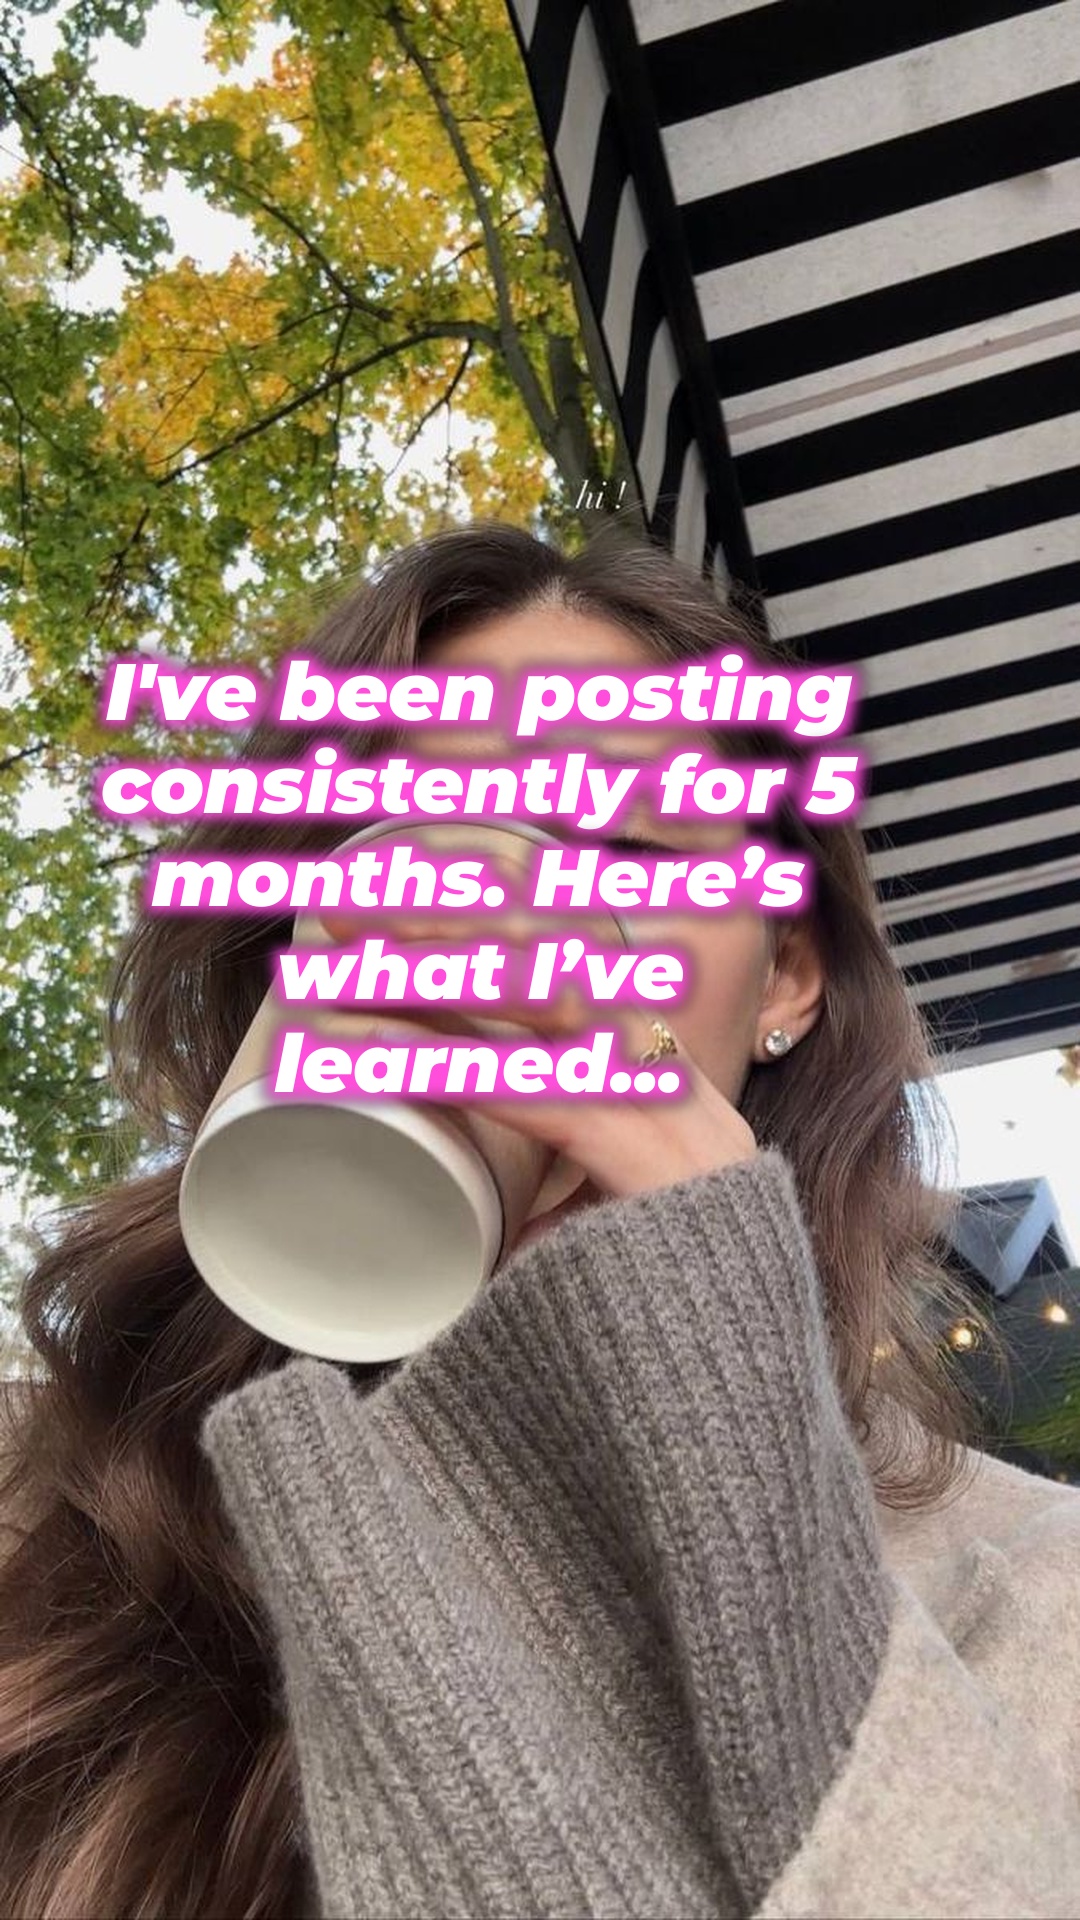 hi !
I've been posting
consistently for 5
months. Here’s
what I’ve
learned...